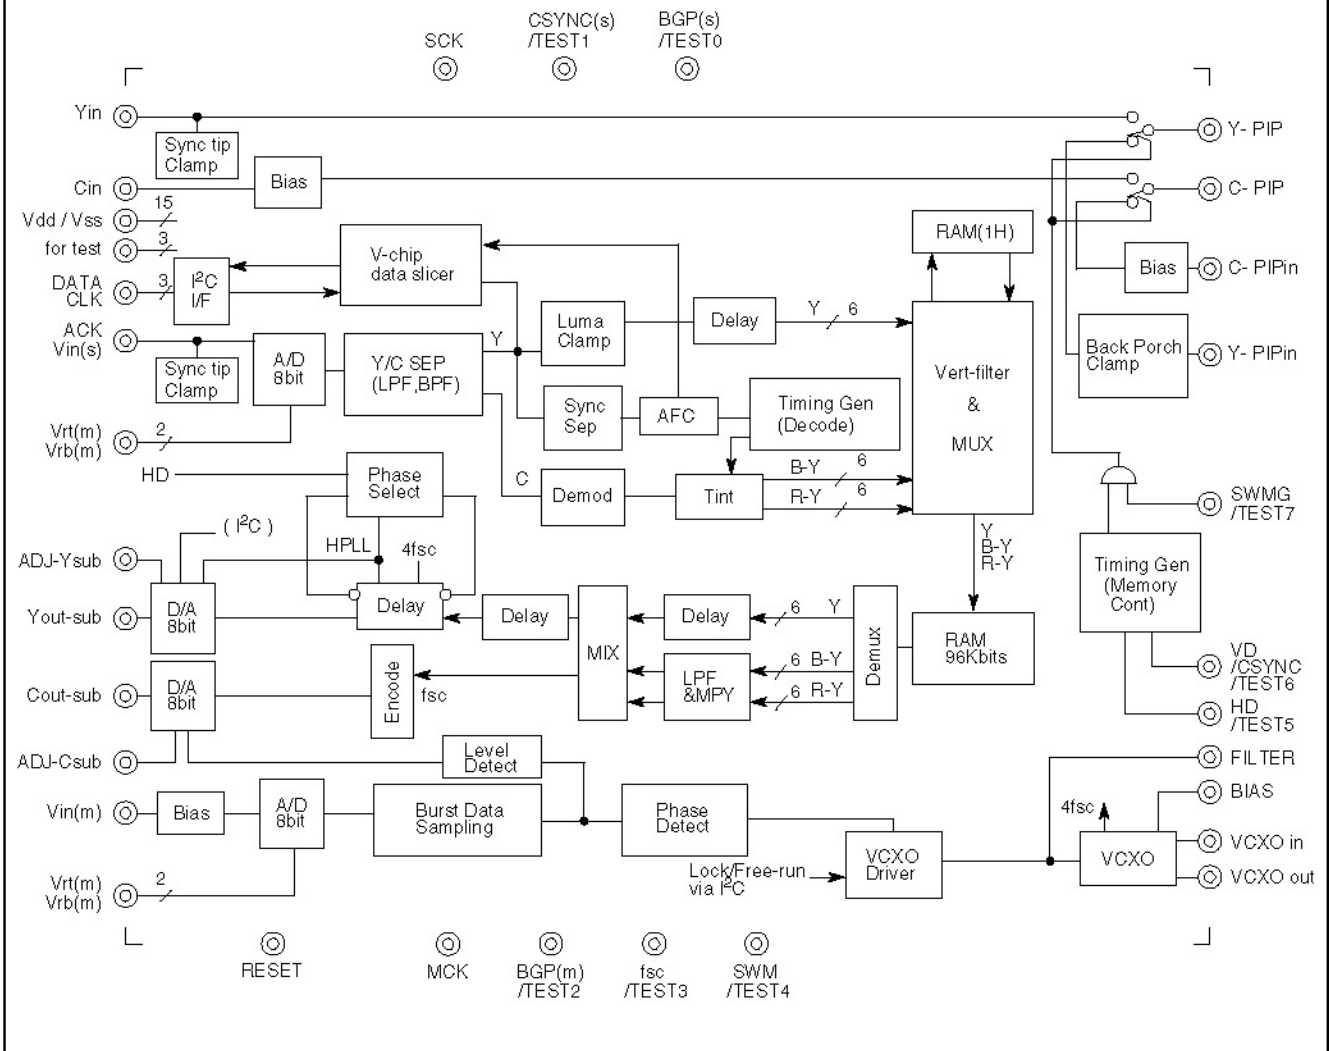 CSYNC(s)
/TEST1
BGP(s)
/TEST0
SCK
Yin
Sync tip
Clamp
Y- PIP
Cin
Bias
C- PIP
Vdd / Vss
15
for test
3
DATA
CLK
3
I²C
I/F
V-chip
data slicer
RAM(1H)
Bias
C- PIPin
ACK
Vin(s)
Sync tip
Clamp
A/D
8bit
Y/C SEP
(LPF,BPF)
Y
Luma
Clamp
Delay
Y
6
Vert-filter
&
MUX
Back Porch
Clamp
Y- PIPin
Sync
Sep
AFC
Timing Gen
(Decode)
Vrt(m)
Vrb(m)
2
HD
Phase
Select
C
Demod
Tint
B-Y
6
R-Y
6
SWMG
/TEST7
( I²C )
HPLL
4fsc
Y
B-Y
R-Y
Timing Gen
(Memory
Cont)
ADJ-Ysub
Yout-sub
D/A
8bit
Delay
Delay
MIX
Delay
6
Y
Demux
RAM
96Kbits
Cout-sub
D/A
8bit
Encode
fsc
LPF
&MPY
6
B-Y
6
R-Y
VD
/CSYNC
/TEST6
HD
/TEST5
ADJ-Csub
Level
Detect
FILTER
Vin(m)
Bias
A/D
8bit
Burst Data
Sampling
Phase
Detect
4fsc
BIAS
VCXO
Driver
VCXO
VCXO in
VCXO out
Lock/Free-run
via I²C
Vrt(m)
Vrb(m)
2
RESET
MCK
BGP(m)
/TEST2
fsc
/TEST3
SWM
/TEST4